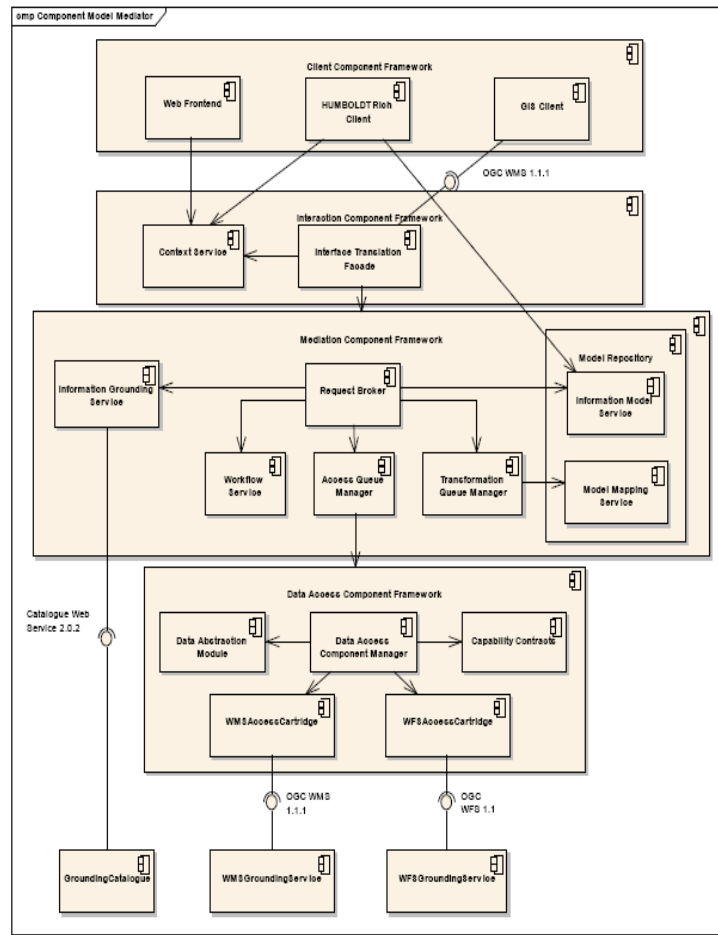 omp Component Model Mediator
Client Component Framework
Web Frontend
HUMBOLDT Rich
Client
GIS Client
OGC WMS 1.1.1
Interaction Component Framework
Context Service
Interface Translation
Facade
Mediation Component Framework
Model Repository
Information Grounding
Service
Request Broker
Information Model
Service
Workflow
Service
Access Queue
Manager
Transformation
Queue Manager
Model Mapping
Service
Data Access Component Framework
Catalogue Web
Service 2.0.2
Data Abstraction
Module
Data Access
Component Manager
Capability Contracts
WMSAccessCartridge
WFSAccessCartridge
OGC WMS
1.1.1
OGC
WFS 1.1
GroundingCatalogue
WMSGroundingService
WFSGroundingService